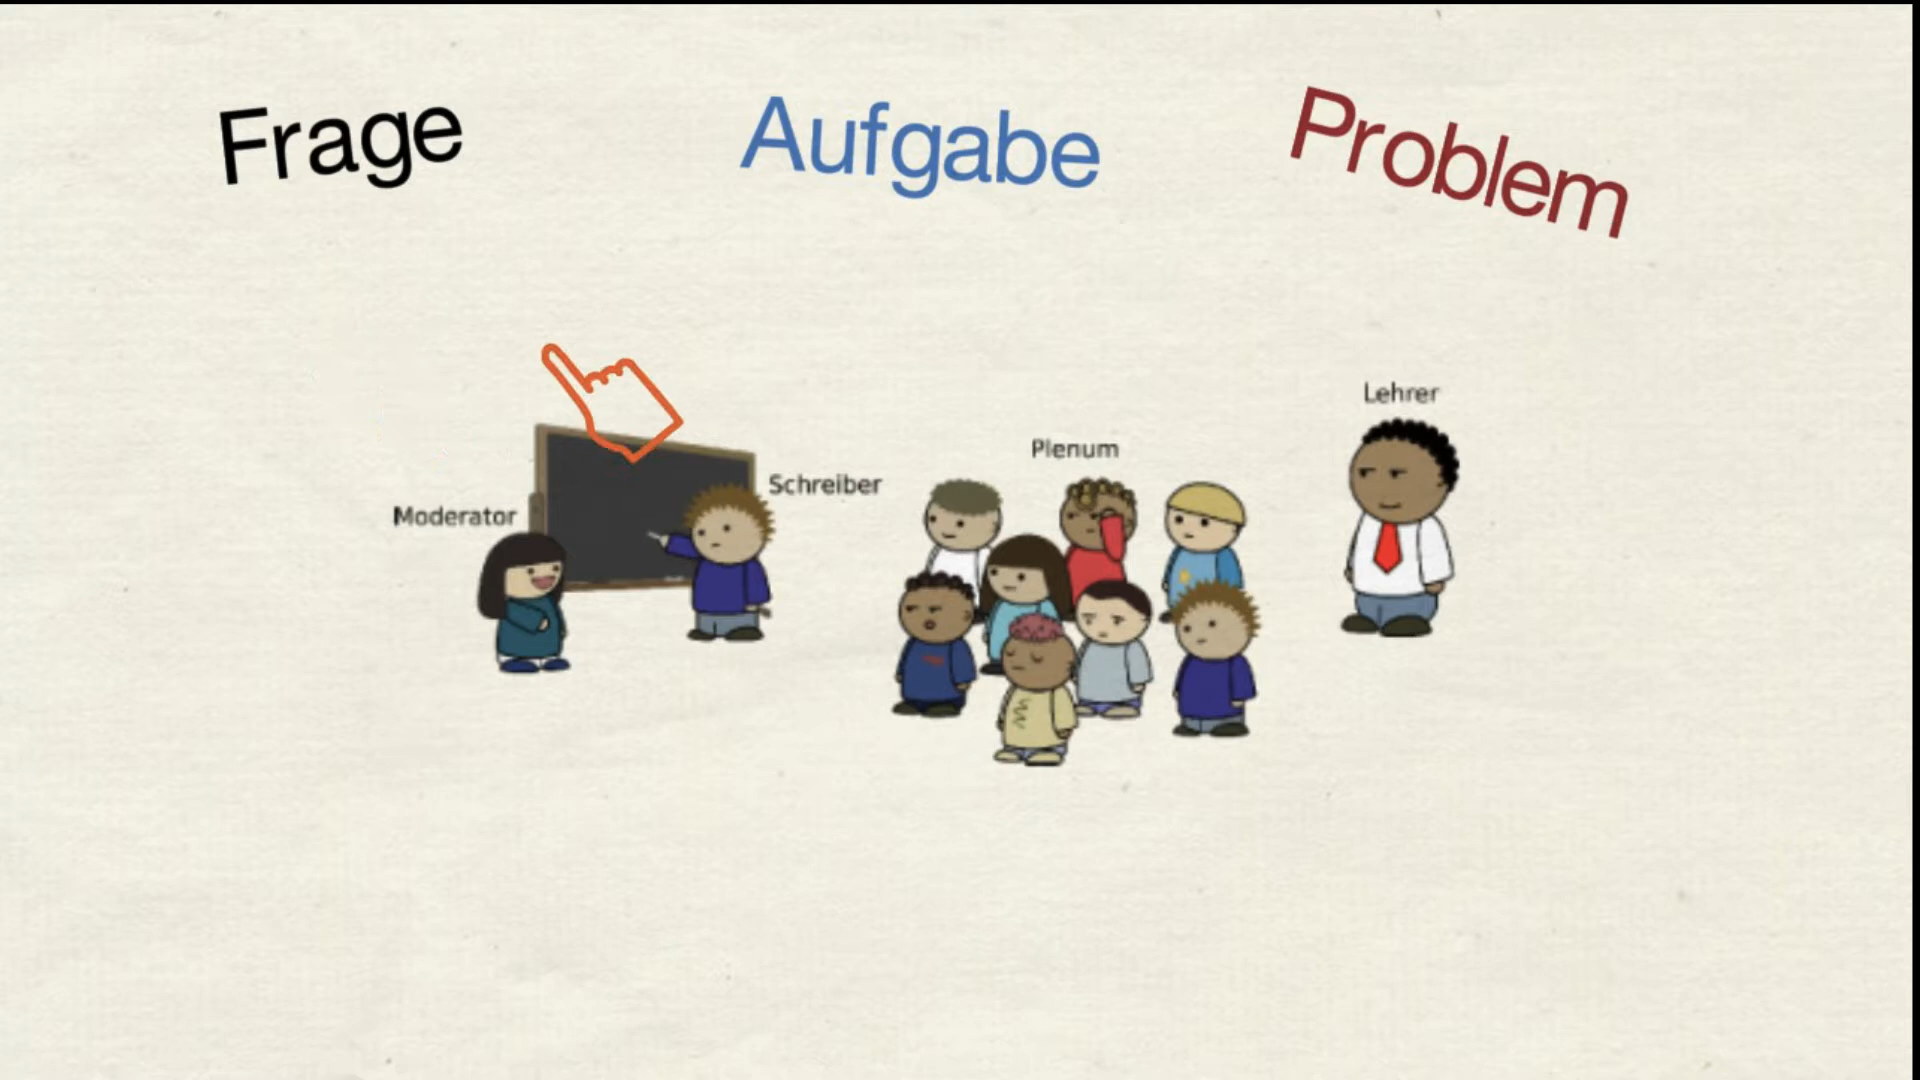 Frage
Aufgabe
Problem
Lehrer
Plenum
Schreiber
Moderator